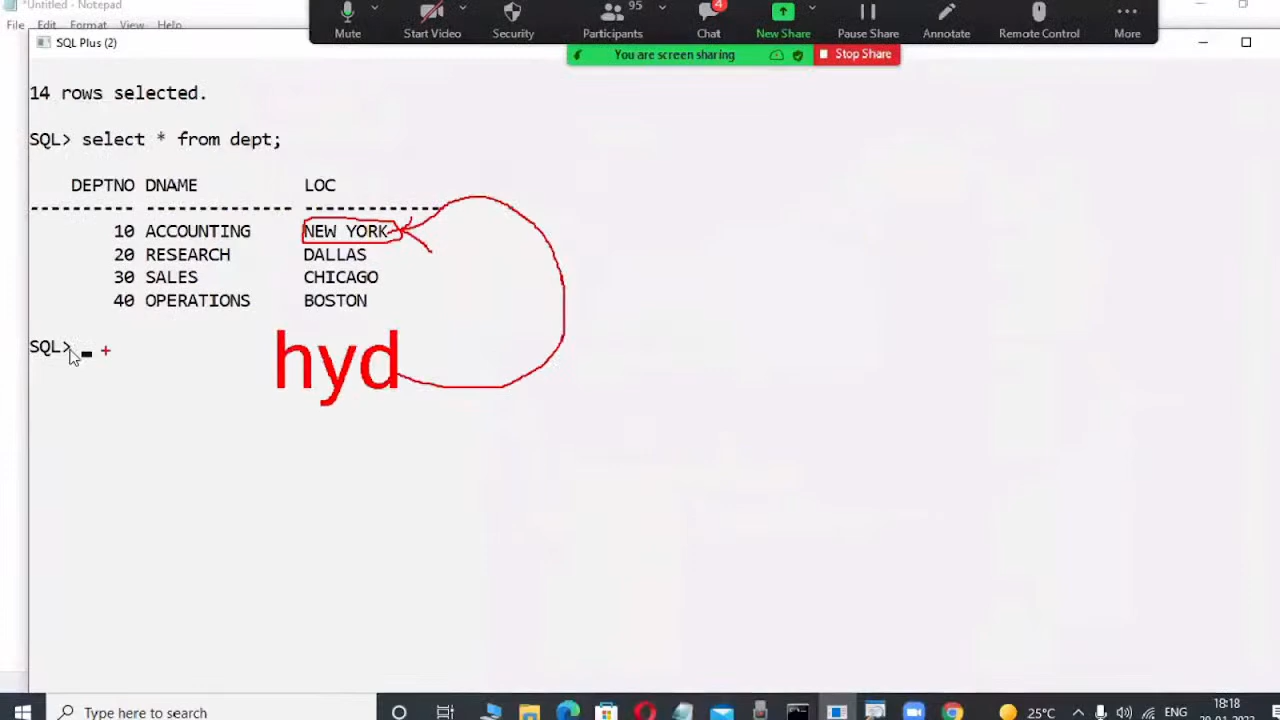 *Untitled - Notepad
File Edit Format View Help
95
4
Mute Start Video Security Participants Chat New Share Pause Share Annotate Remote Control More
You are screen sharing Stop Share
SQL Plus (2)
14 rows selected.
SQL> select * from dept;
DEPTNO DNAME LOC
---------- -------------- -------------
10 ACCOUNTING NEW YORK
20 RESEARCH DALLAS
30 SALES CHICAGO
40 OPERATIONS BOSTON
SQL>
hyd
Type here to search
25°C ENG 18:18